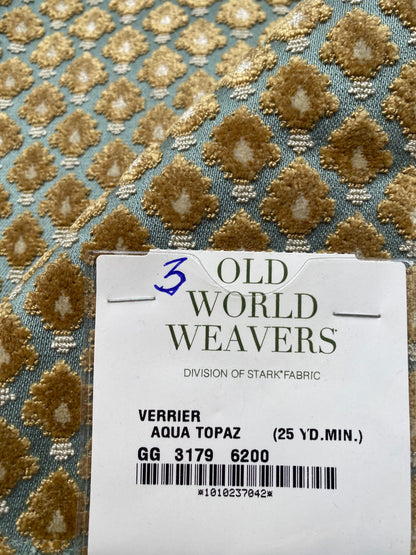 3
OLD
WORLD
WEAVERS
DIVISION OF STARK® FABRIC
VERRIER
AQUA TOPAZ (25 YD.MIN.)
GG 3179 6200
*1010237042*